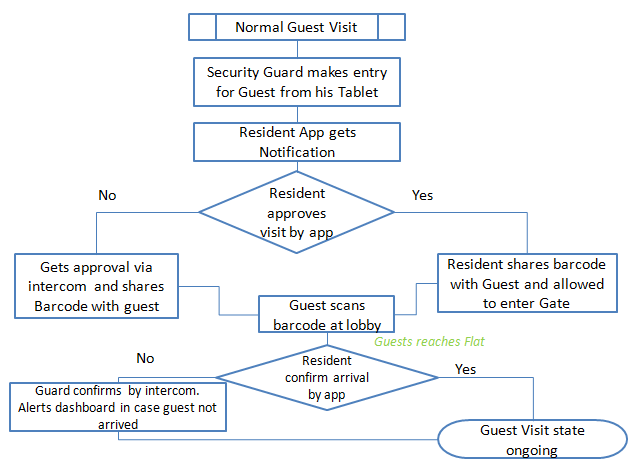 Normal Guest Visit
Security Guard makes entry
for Guest from his Tablet
Resident App gets
Notification
No
Resident
approves
visit by app
Yes
Gets approval via
intercom and shares
Barcode with guest
Resident shares barcode
with Guest and allowed
to enter Gate
Guest scans
barcode at lobby
Guests reaches Flat
No
Resident
confirm arrival
by app
Yes
Guard confirms by intercom.
Alerts dashboard in case guest not
arrived
Guest Visit state
ongoing